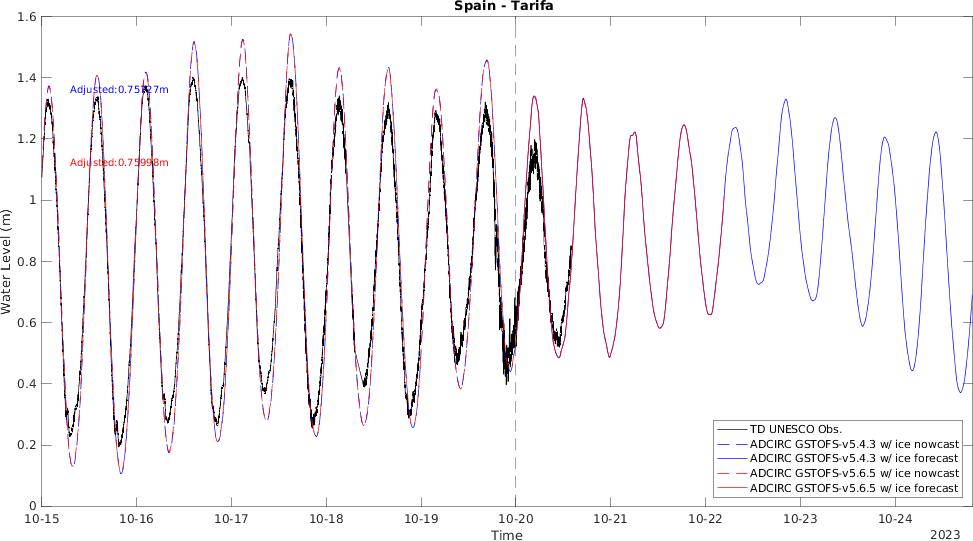 Spain - Tarifa
Water Level (m)
1.6
1.4
1.2
1
0.8
0.6
0.4
0.2
0
Adjusted:0.75727m
Adjusted:0.75998m
TD UNESCO Obs.
ADCIRC GSTOFS-v5.4.3 w/ ice nowcast
ADCIRC GSTOFS-v5.4.3 w/ ice forecast
ADCIRC GSTOFS-v5.6.5 w/ ice nowcast
ADCIRC GSTOFS-v5.6.5 w/ ice forecast
10-15 10-16 10-17 10-18 10-19 10-20 10-21 10-22 10-23 10-24
Time
2023